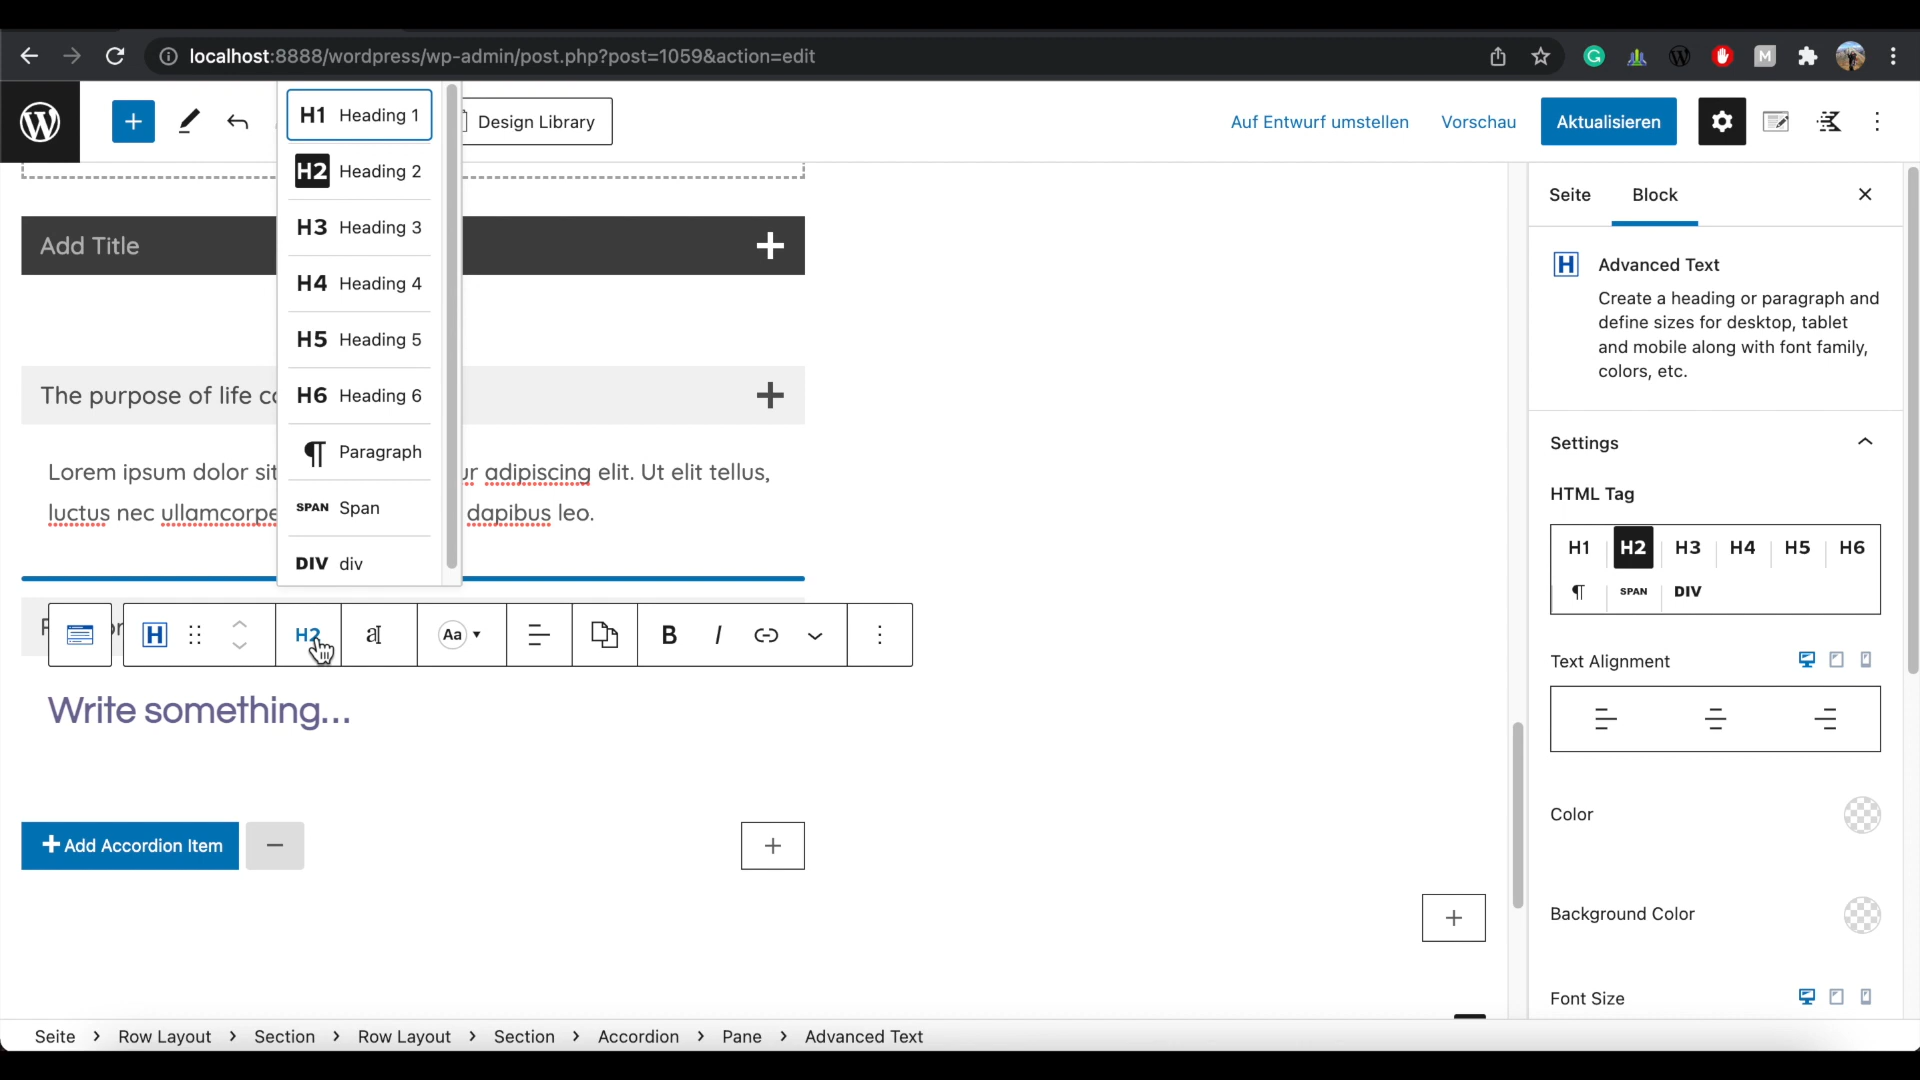 localhost:8888/wordpress/wp-admin/post.php?post=1059&action=edit
Design Library
Auf Entwurf umstellen
Vorschau
Aktualisieren
H1 Heading 1
H2 Heading 2
H3 Heading 3
H4 Heading 4
H5 Heading 5
H6 Heading 6
¶ Paragraph
SPAN Span
DIV div
Add Title
The purpose of life
Lorem ipsum dolor sit
adipiscing elit. Ut elit tellus,
luctus nec
dapibus leo.
H H2 Aa B I
Write something...
Add Accordion Item
Seite Block
H Advanced Text
Create a heading or paragraph and
define sizes for desktop, tablet
and mobile along with font family,
colors, etc.
Settings
HTML Tag
H1 H2 H3 H4 H5 H6
¶ SPAN DIV
Text Alignment
Color
Background Color
Font Size
Seite > Row Layout > Section > Row Layout > Section > Accordion > Pane > Advanced Text